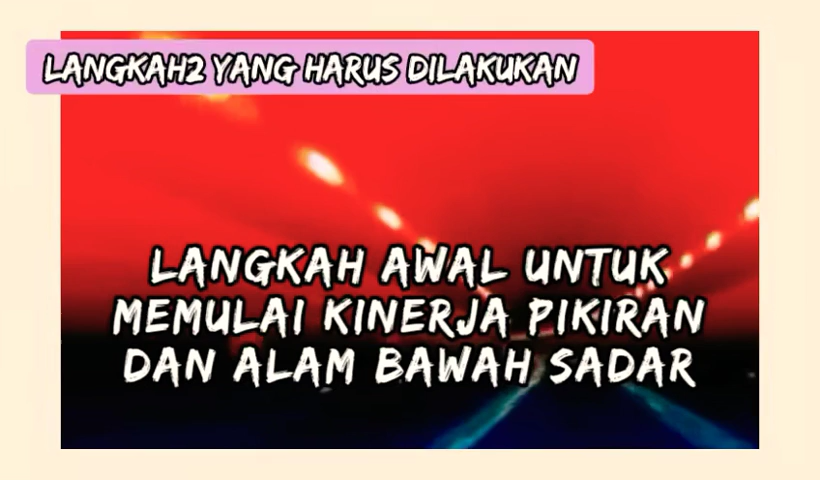 LANGKAH2 YANG HARUS DILAKUKAN
LANGKAH AWAL UNTUK
MEMULAI KINERJA PIKIRAN
DAN ALAM BAWAH SADAR